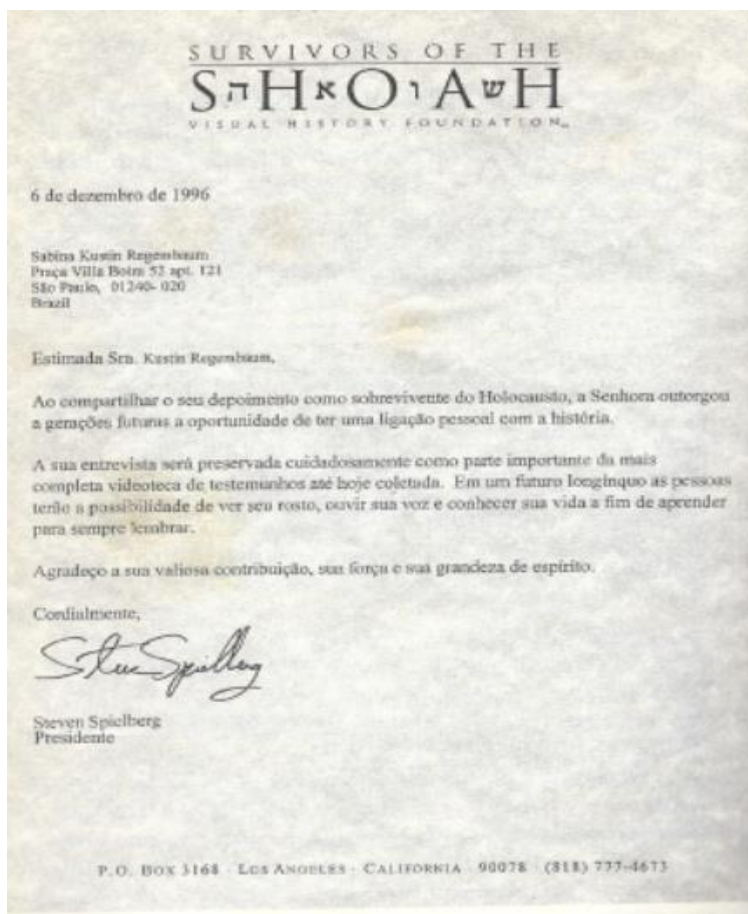 SURVIVORS OF THE
SהHאOוAשH
VISUAL HISTORY FOUNDATION
6 de dezembro de 1996
Sabina Kustin Regembaum
Praça Villa Boim 52 apt. 121
São Paulo, 01240-020
Brazil
Estimada Sra. Kustin Regembaum,
Ao compartilhar o seu depoimento como sobrevivente do Holocausto, a Senhora outorgou
a gerações futuras a oportunidade de ter uma ligação pessoal com a história.
A sua entrevista será preservada cuidadosamente como parte importante da mais
completa videoteca de testemunhos até hoje coletada. Em um futuro longínquo as pessoas
terão a possibilidade de ver seu rosto, ouvir sua voz e conhecer sua vida a fim de aprender
para sempre lembrar.
Agradeço a sua valiosa contribuição, sua força e sua grandeza de espírito.
Cordialmente,
Steven Spielberg
Steven Spielberg
Presidente
P.O. BOX 3168 · LOS ANGELES · CALIFORNIA · 90078 · (818) 777-4673